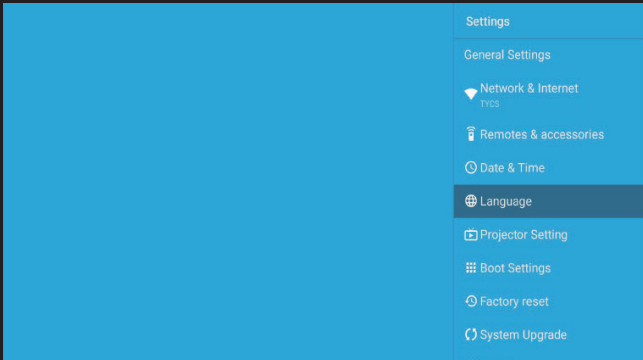 Settings
General Settings
Network & Internet
TYCS
Remotes & accessories
Date & Time
Language
Projector Setting
Boot Settings
Factory reset
System Upgrade